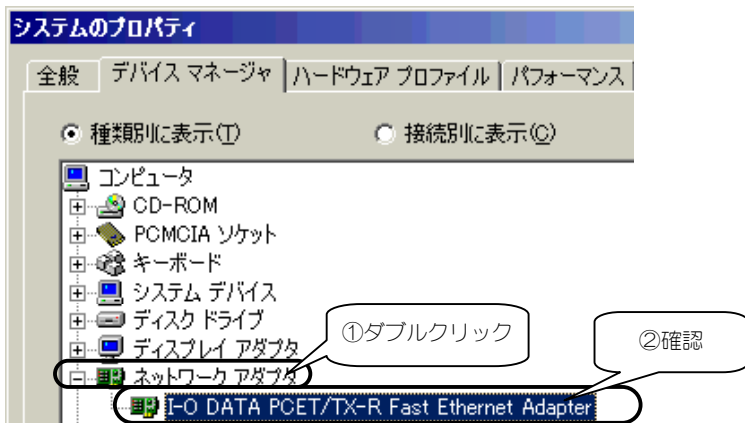 システムのプロパティ
全般 デバイス マネージャ ハードウェア プロファイル パフォーマンス
種類別に表示(T) 接続別に表示(C)
コンピュータ
CD-ROM
PCMCIA ソケット
キーボード
システム デバイス
ディスク ドライブ
ディスプレイ アダプタ
ネットワーク アダプタ
①ダブルクリック
I-O DATA PCET/TX-R Fast Ethernet Adapter
②確認